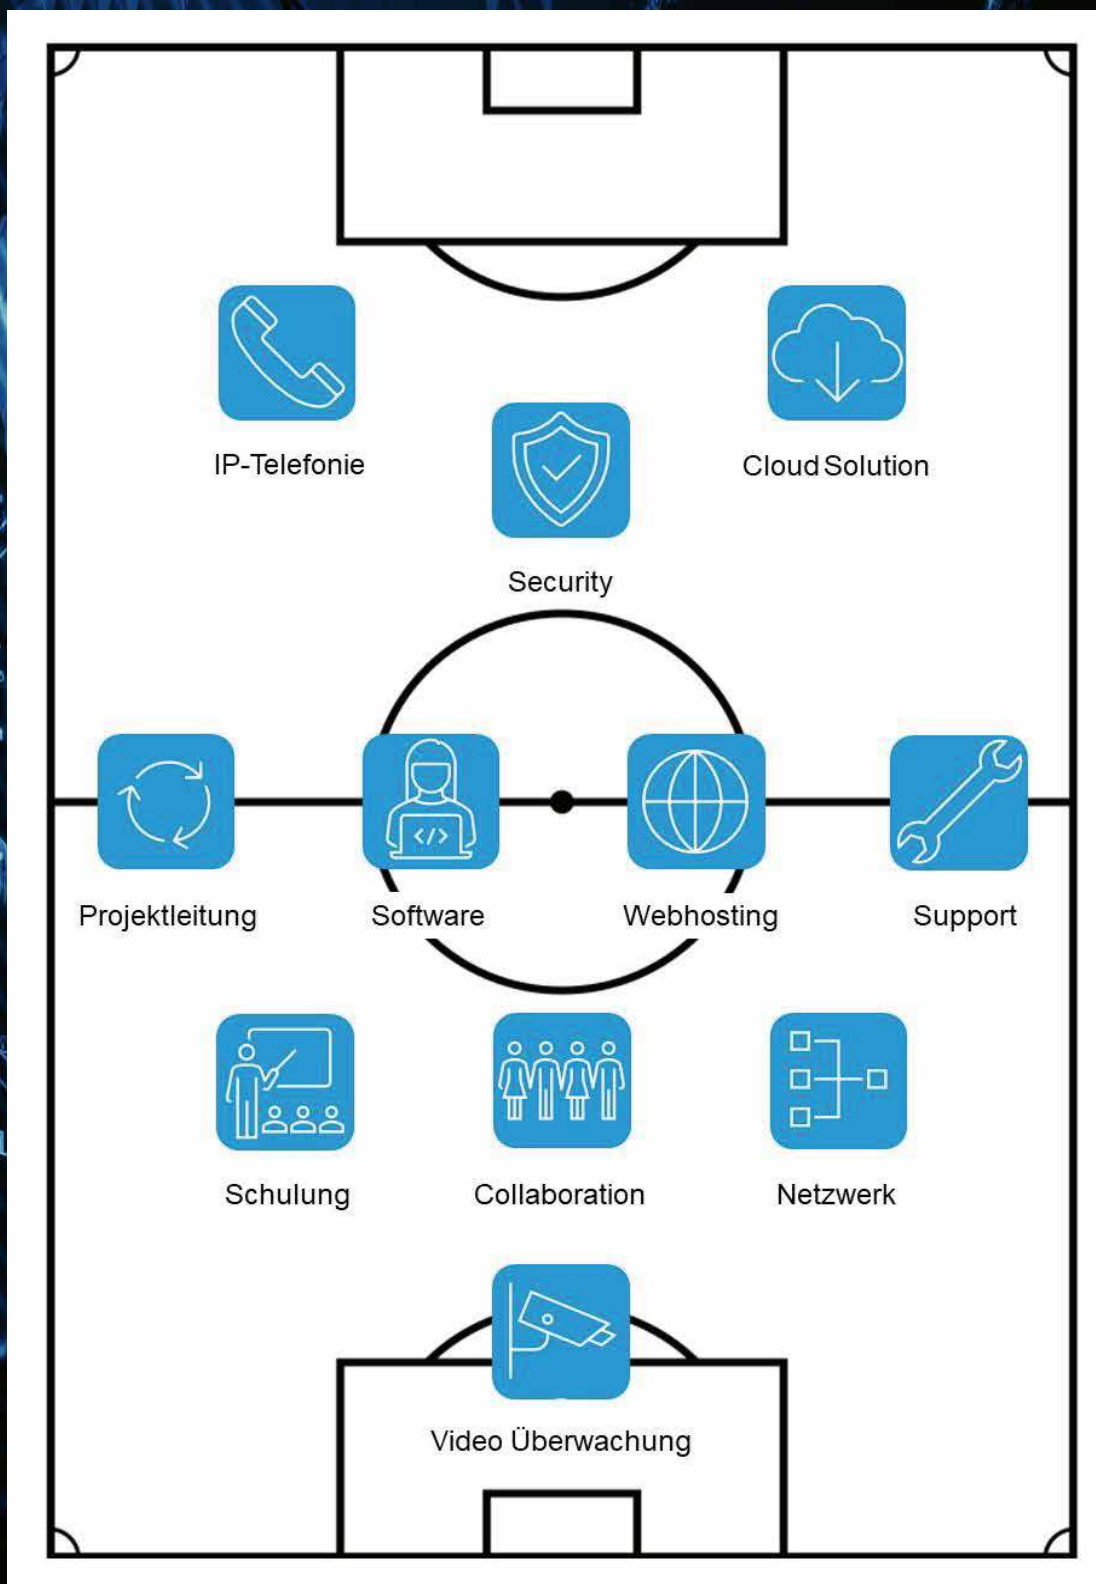 IP-Telefonie
Cloud Solution
Security
Projektleitung
Software
Webhosting
Support
</>
Schulung
Collaboration
Netzwerk
Video Überwachung